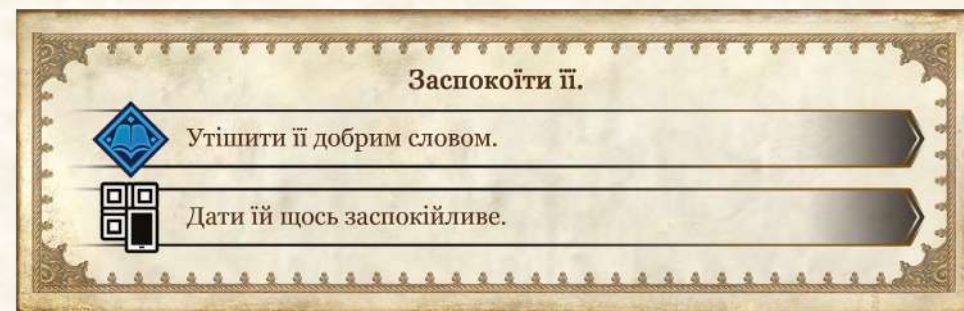 Заспокоїти її.
Утішити її добрим словом.
Дати їй щось заспокійливе.